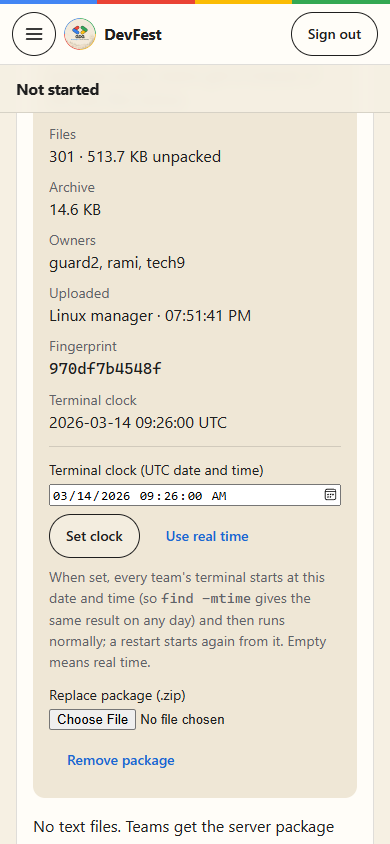 DevFest
Sign out
Not started
Files
301 · 513.7 KB unpacked
Archive
14.6 KB
Owners
guard2, rami, tech9
Uploaded
Linux manager · 07:51:41 PM
Fingerprint
970df7b4548f
Terminal clock
2026-03-14 09:26:00 UTC
Terminal clock (UTC date and time)
03/14/2026 09:26:00 AM
Set clock
Use real time
When set, every team's terminal starts at this
date and time (so find -mtime gives the
same result on any day) and then runs
normally; a restart starts again from it. Empty
means real time.
Replace package (.zip)
Choose File No file chosen
Remove package
No text files. Teams get the server package